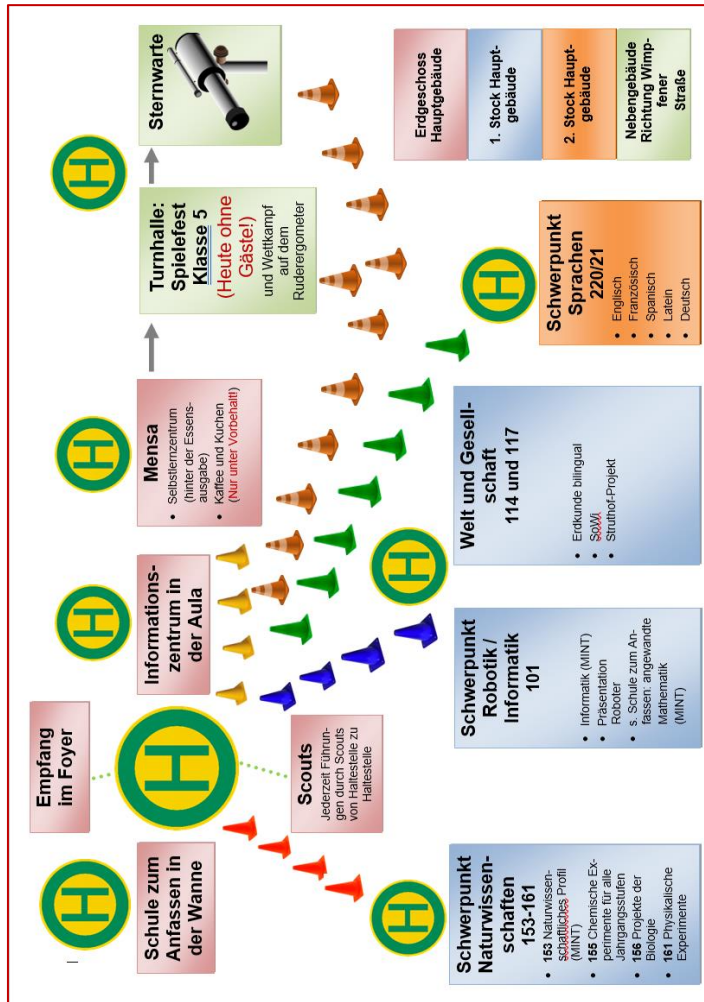 Schule zum
Anfassen in
der Wanne
H
Empfang
im Foyer
H
Scouts
Jederzeit Führun-
gen durch Scouts
von Haltestelle zu
Haltestelle
H
Informations-
zentrum in
der Aula
H
Mensa
• Selbstlernzentrum
(hinter der Essens-
ausgabe)
• Kaffee und Kuchen
(Nur unter Vorbehalt!)
H
Turnhalle:
Spielefest
Klasse 5
(Heute ohne
Gäste!)
und Wettkampf
auf dem
Ruderergometer
H
Sternwarte
Schwerpunkt
Naturwissen-
schaften
153-161
• 153 Naturwissen-
schaftliches Profil
(MINT)
• 155 Chemische Ex-
perimente für alle
Jahrgangsstufen
• 156 Projekte der
Biologie
• 161 Physikalische
Experimente
H
Schwerpunkt
Robotik /
Informatik
101
• Informatik (MINT)
• Präsentation
Roboter
• s. Schule zum An-
fassen: angewandte
Mathematik
(MINT)
H
Welt und Gesell-
schaft
114 und 117
• Erdkunde bilingual
• SoWi
• Struthof-Projekt
H
Schwerpunkt
Sprachen
220/21
• Englisch
• Französisch
• Spanisch
• Latein
• Deutsch
Erdgeschoss
Hauptgebäude
1. Stock Haupt-
gebäude
2. Stock Haupt-
gebäude
Nebengebäude
Richtung Wimp-
fener
Straße